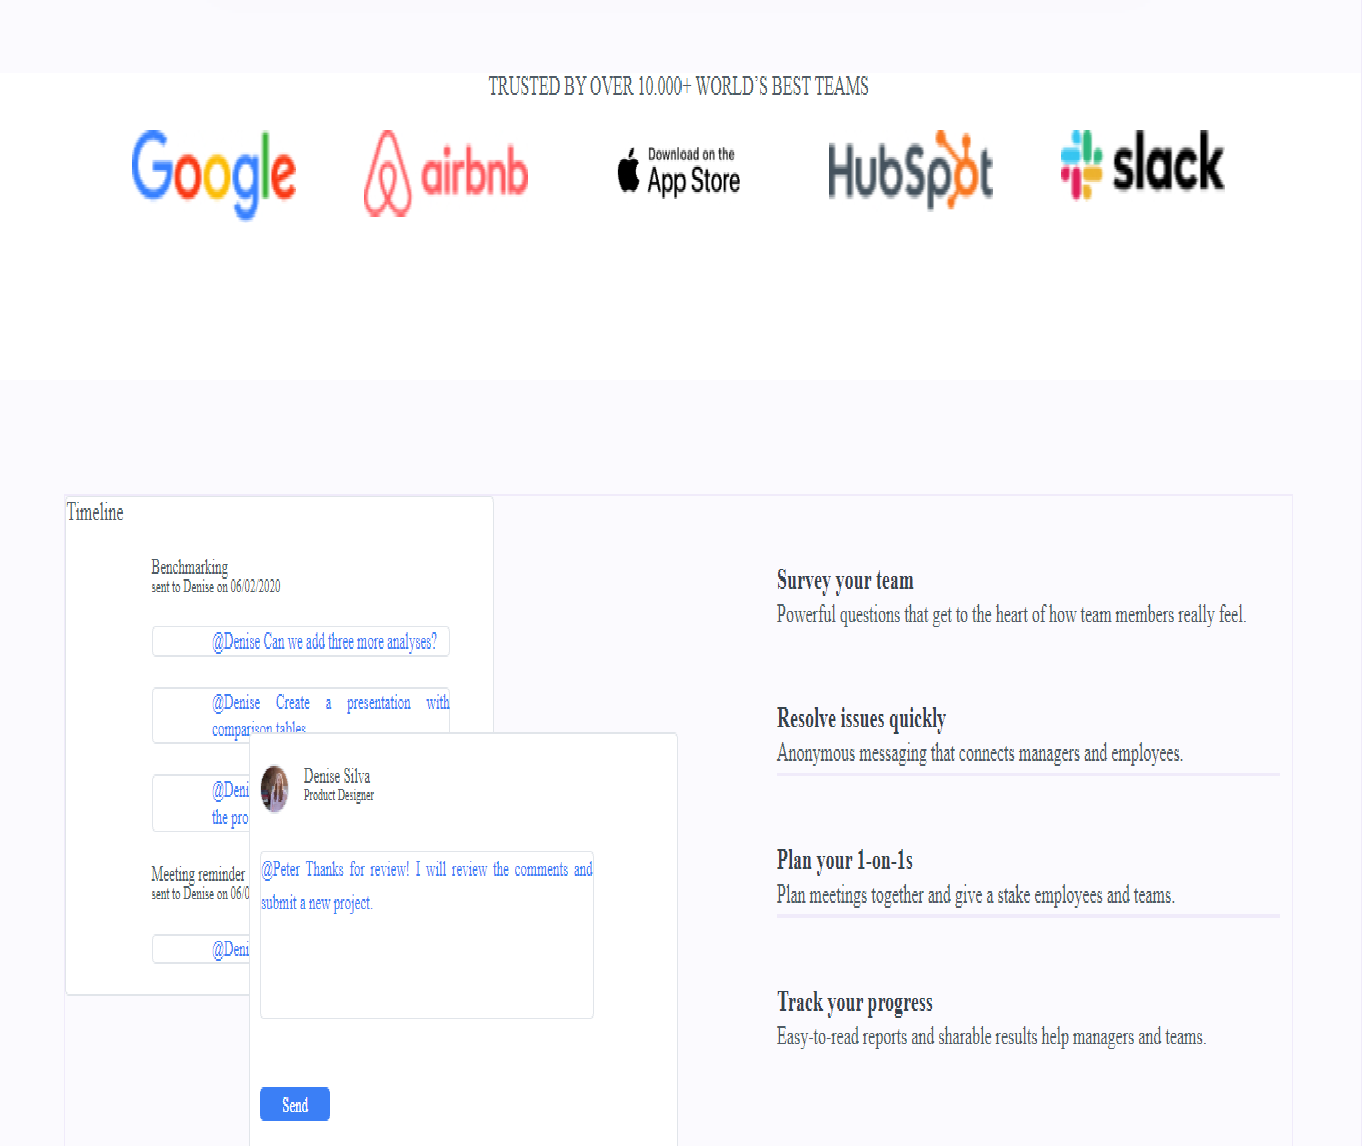 TRUSTED BY OVER 10.000+ WORLD’S BEST TEAMS
Google
airbnb
Download on the
App Store
HubSpot
slack
Timeline
Benchmarking
sent to Denise on 06/02/2020
@Denise Can we add three more analyses?
@Denise Create a presentation with
comparison tables
@Deni
the pro
Meeting reminder
sent to Denise on 06/0
@Deni
Denise Silva
Product Designer
@Peter Thanks for review! I will review the comments and
submit a new project.
Send
Survey your team
Powerful questions that get to the heart of how team members really feel.
Resolve issues quickly
Anonymous messaging that connects managers and employees.
Plan your 1-on-1s
Plan meetings together and give a stake employees and teams.
Track your progress
Easy-to-read reports and sharable results help managers and teams.